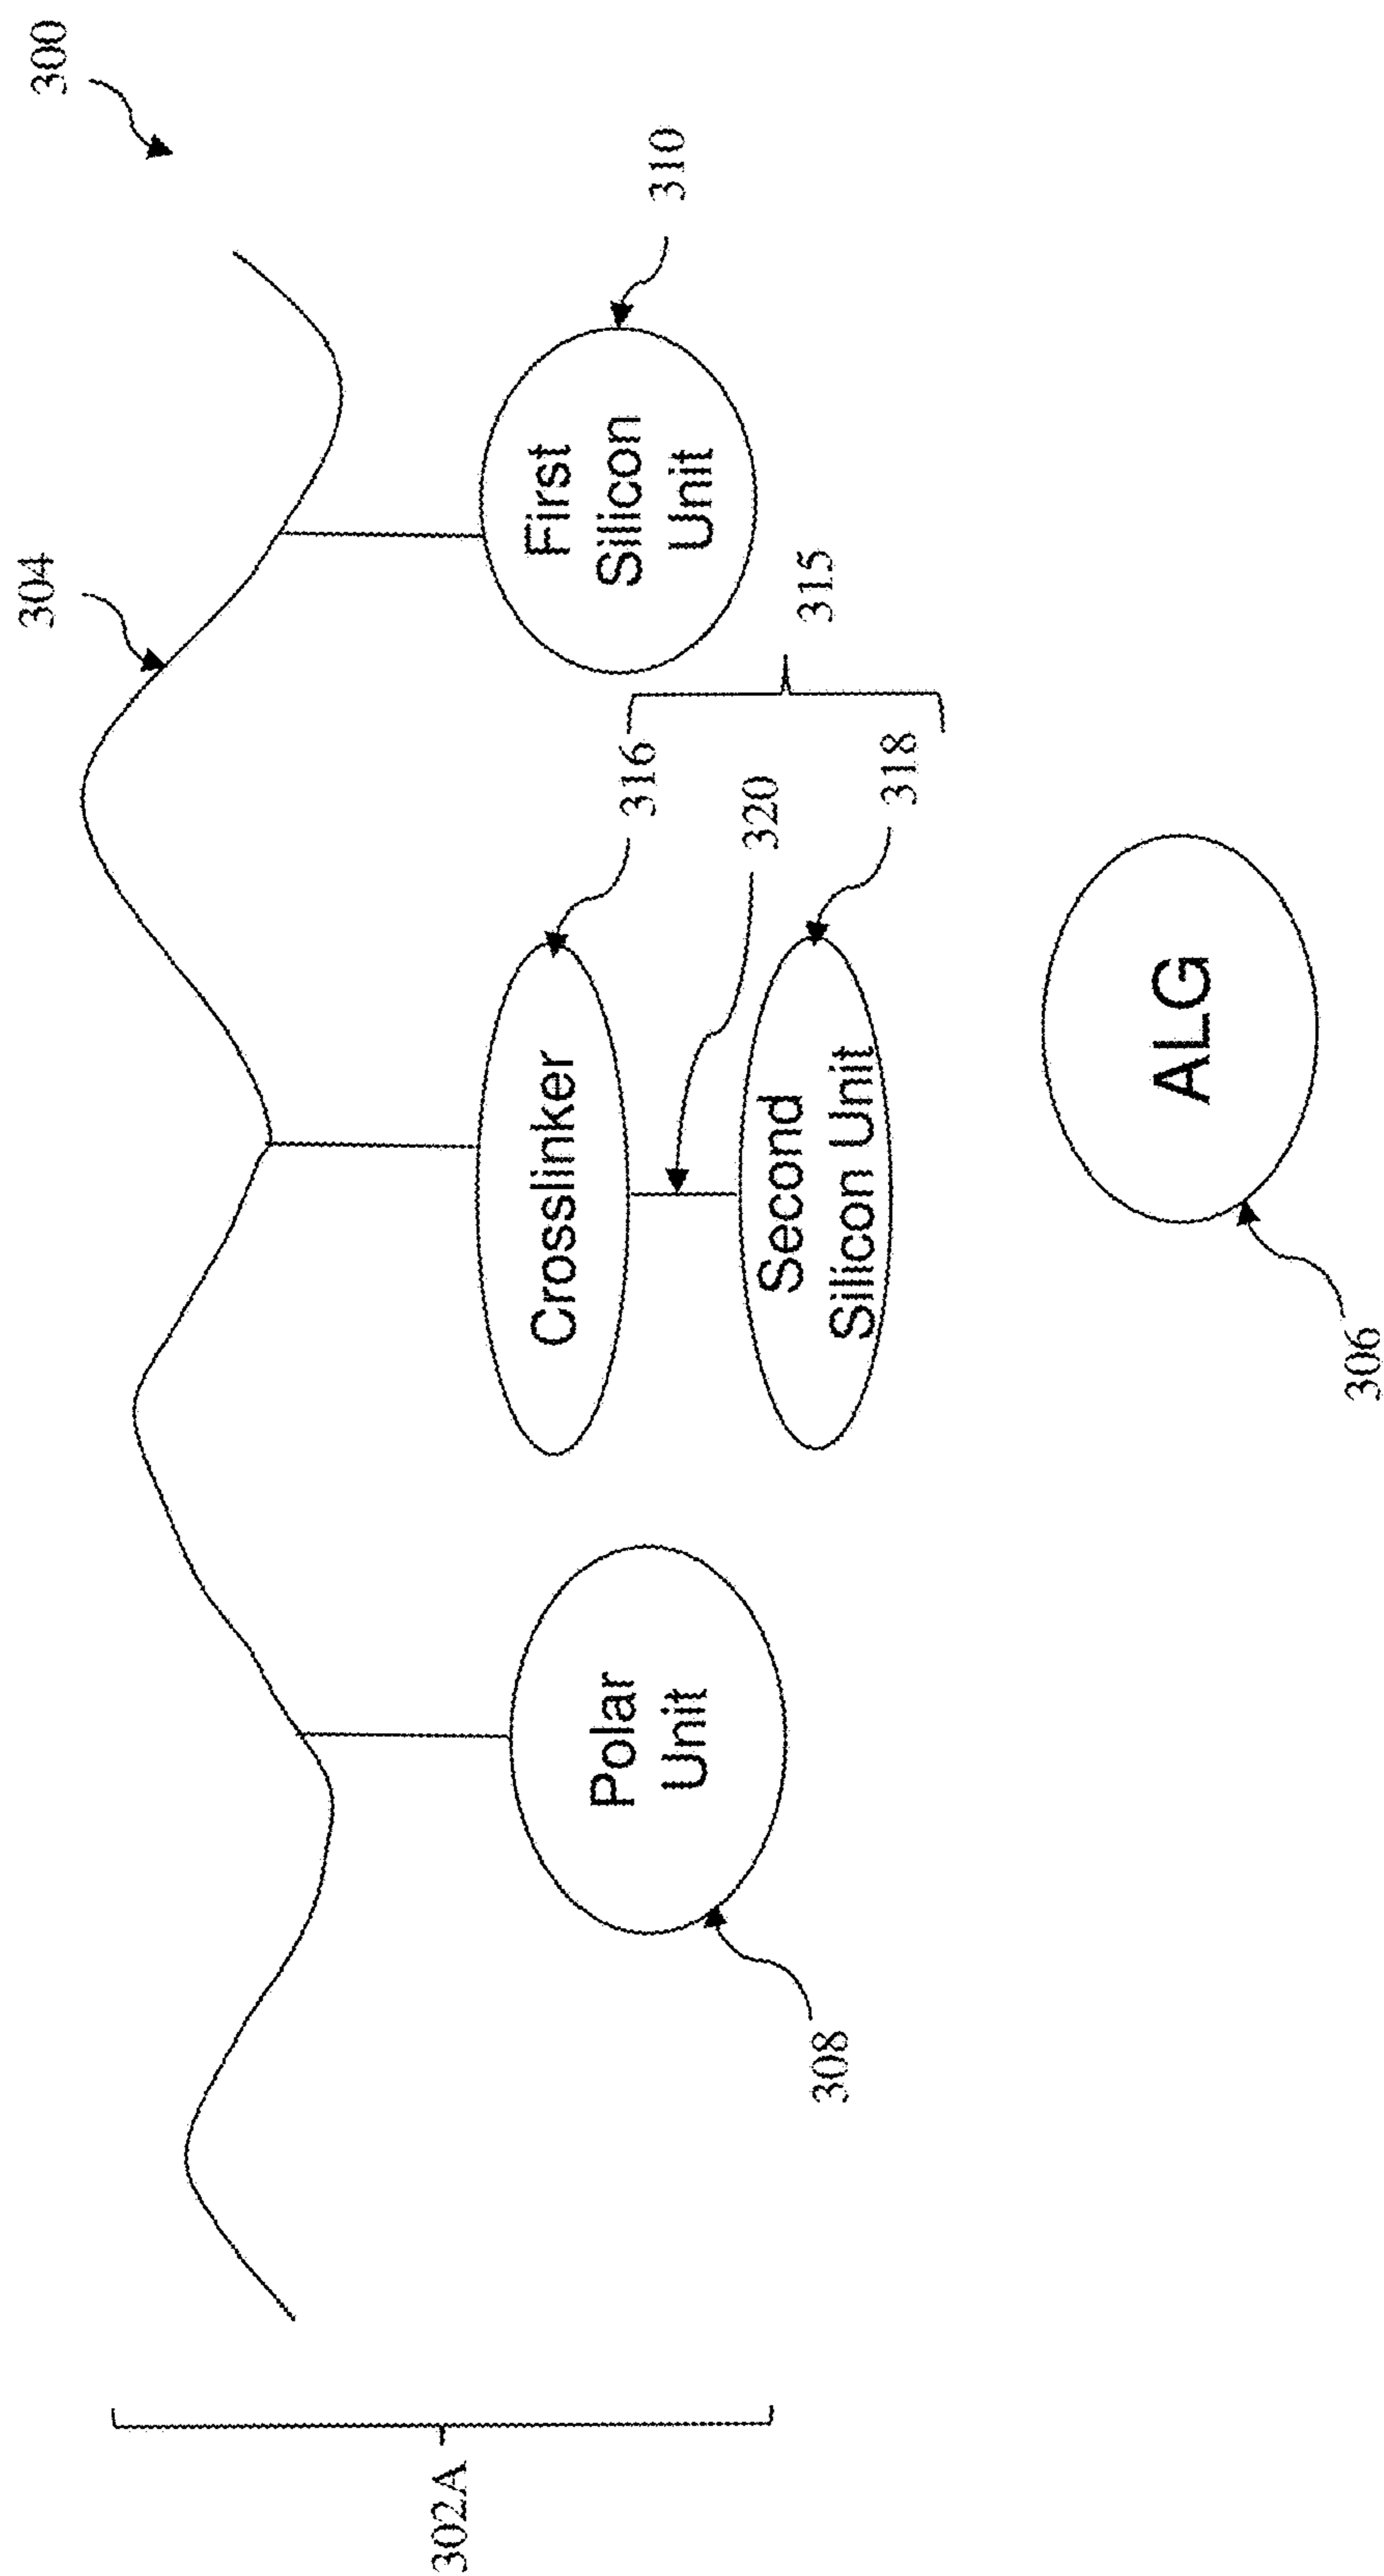 300
304
310
First
Silicon
Unit
315
316
320
318
Crosslinker
Second
Silicon Unit
ALG
306
Polar
Unit
308
302A